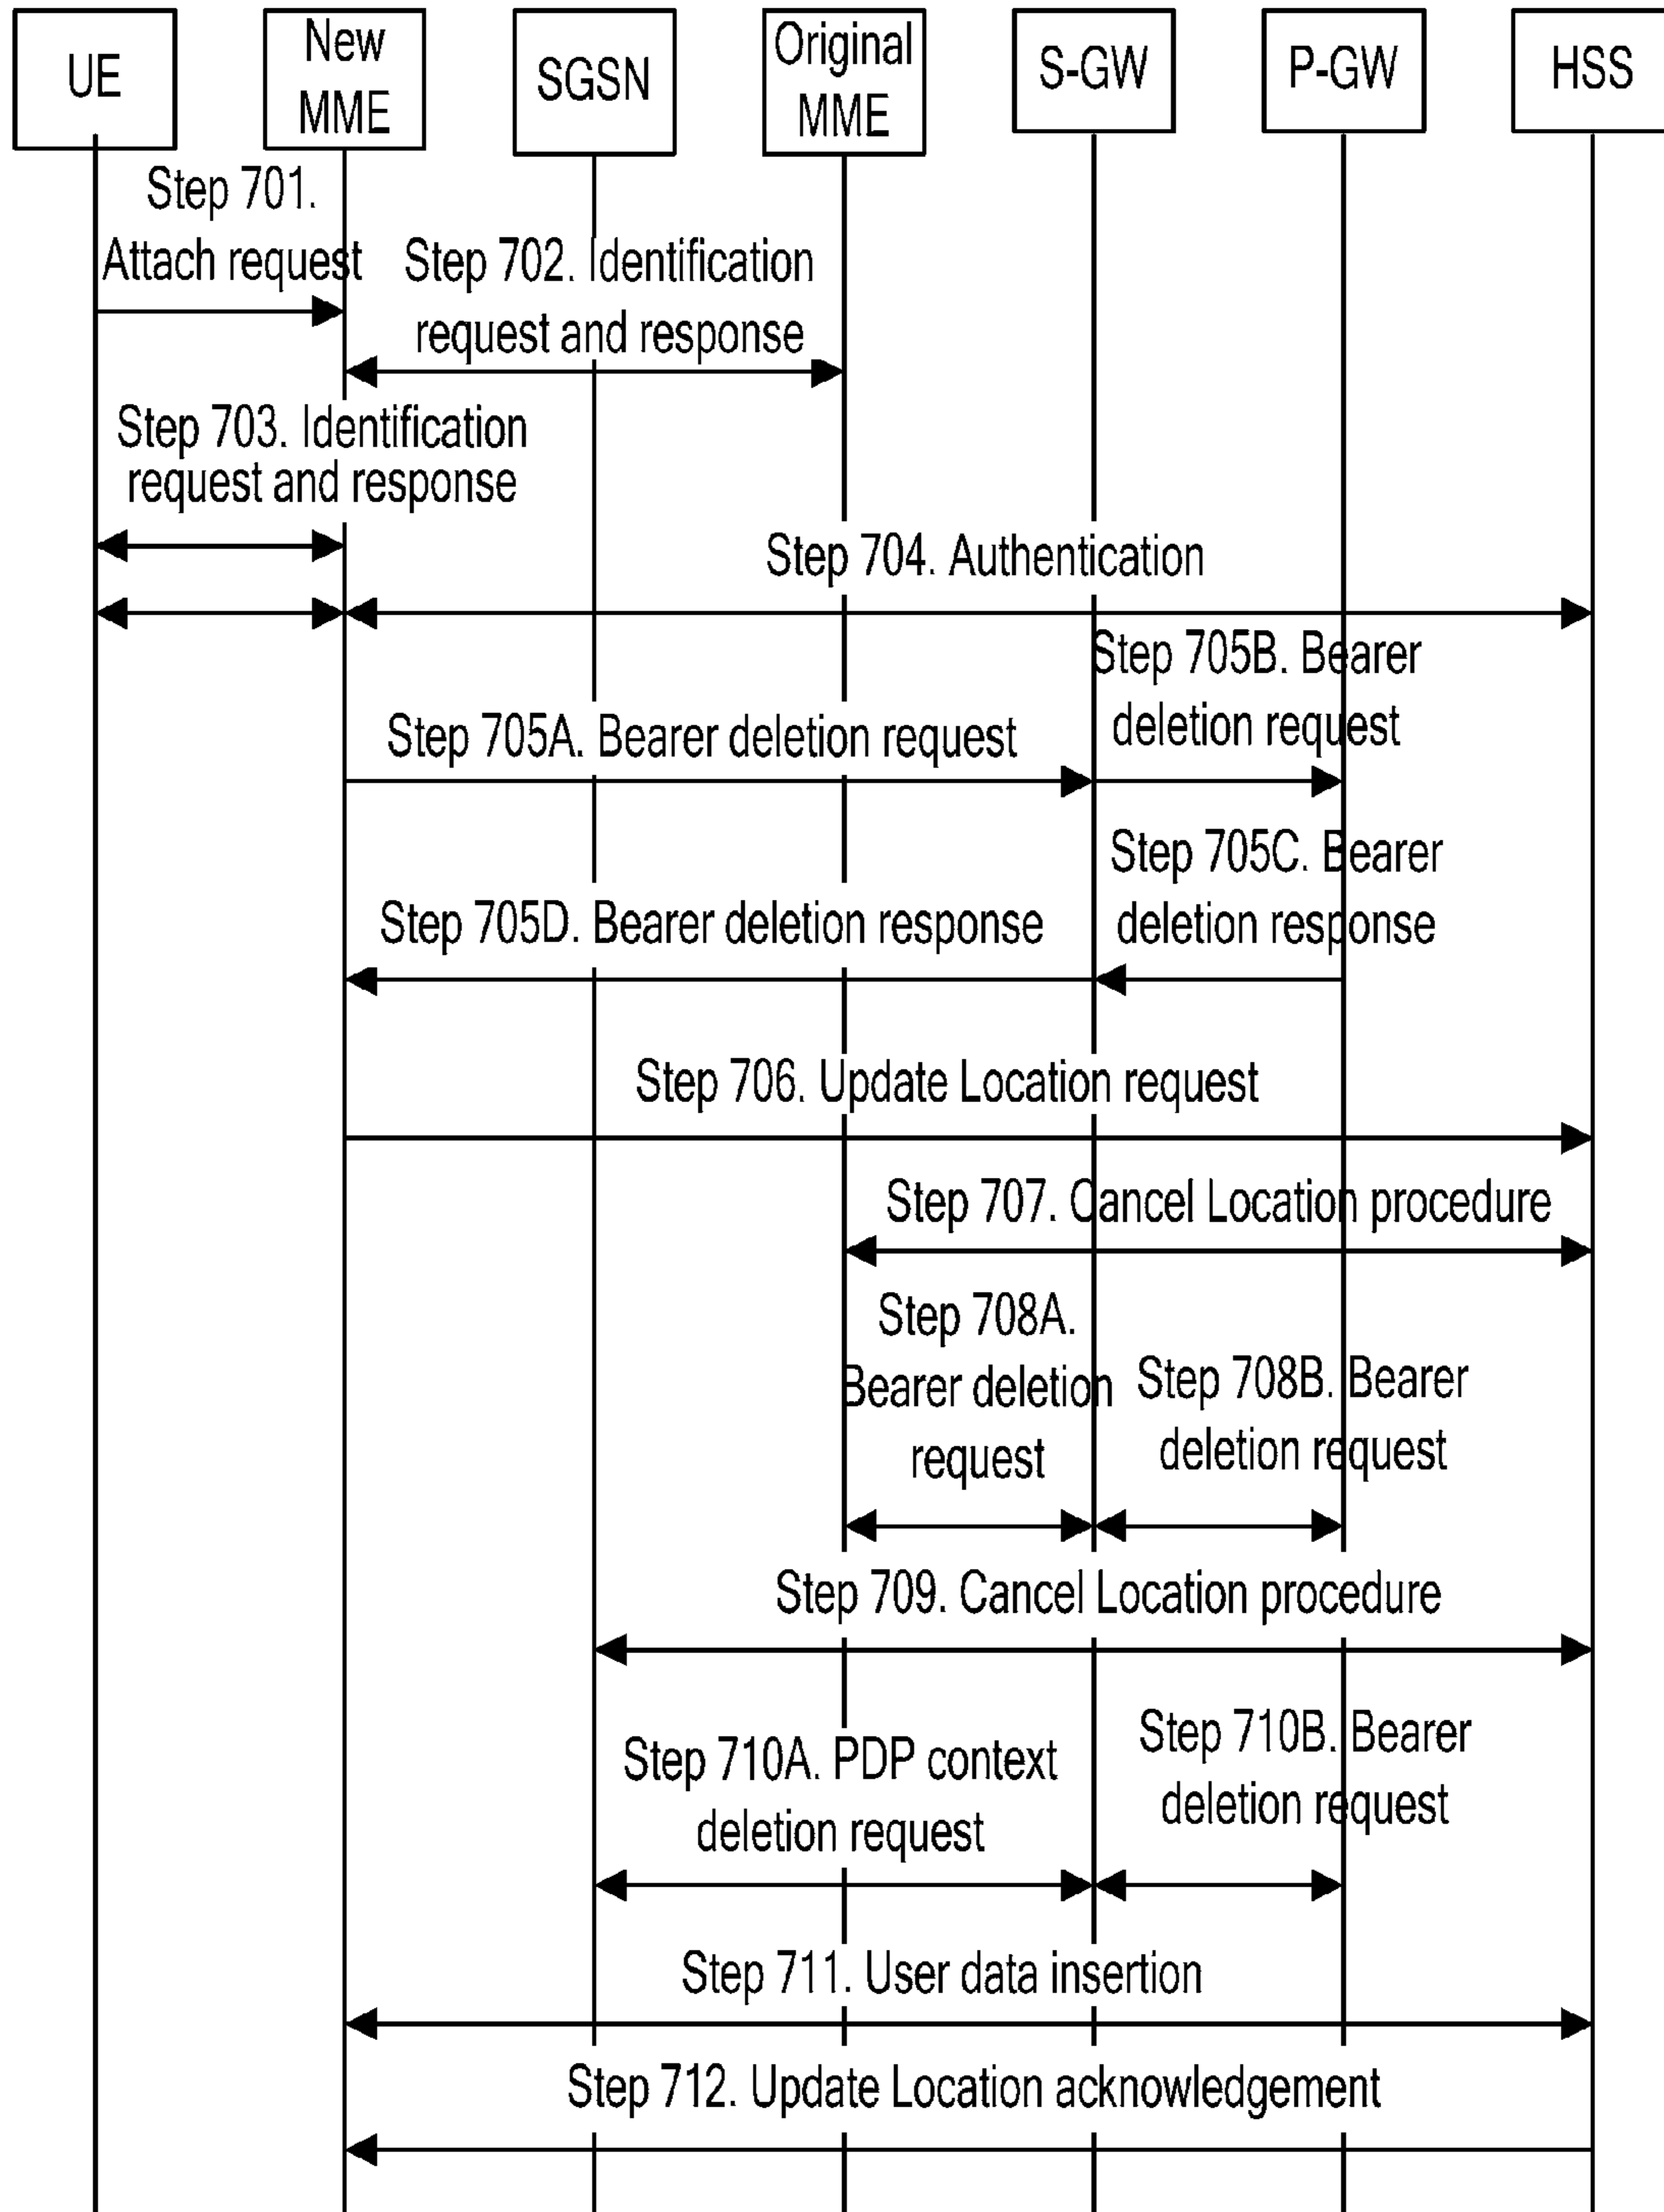 UE
New
MME
SGSN
Original
MME
S-GW
P-GW
HSS
Step 701.
Attach request
Step 702. Identification
request and response
Step 703. Identification
request and response
Step 704. Authentication
Step 705B. Bearer
deletion request
Step 705A. Bearer deletion request
Step 705C. Bearer
deletion response
Step 705D. Bearer deletion response
Step 706. Update Location request
Step 707. Cancel Location procedure
Step 708A.
Bearer deletion
request
Step 708B. Bearer
deletion request
Step 709. Cancel Location procedure
Step 710A. PDP context
deletion request
Step 710B. Bearer
deletion request
Step 711. User data insertion
Step 712. Update Location acknowledgement